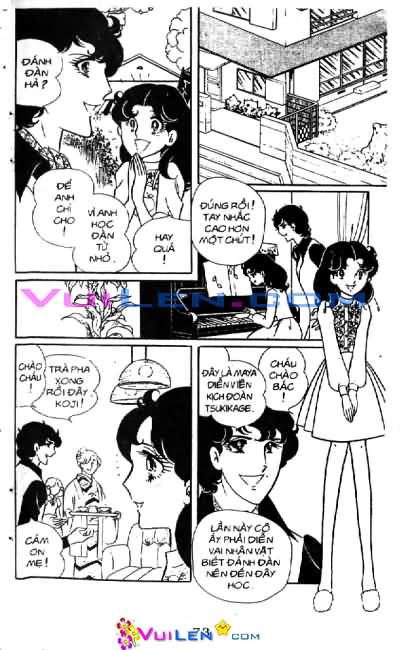 ĐÁNH
ĐÀN
HẢ?
ĐỂ
ANH
CHỈ
CHO!
VÌ ANH
HỌC
ĐÀN
TỪ
NHỎ.
HAY
QUÁ!
ĐÚNG RỒI!
TAY NHẤC
CAO HƠN
MỘT CHÚT!
VUILEN.COM
CHÀO
CHÁU
!
TRÀ PHA
XONG
RỒI ĐÂY
KOJI!
CÁM
ƠN
MẸ!
ĐÂY LÀ MAYA
DIỄN VIÊN
KỊCH ĐOÀN
TSUKIKAGE.
CHÁU
CHÀO
BÁC!
LẦN NÀY CÔ
ẤY PHẢI DIỄN
VAI NHÂN VẬT
BIẾT ĐÁNH ĐÀN
NÊN ĐẾN ĐÂY
HỌC.
73
VUILEN.COM